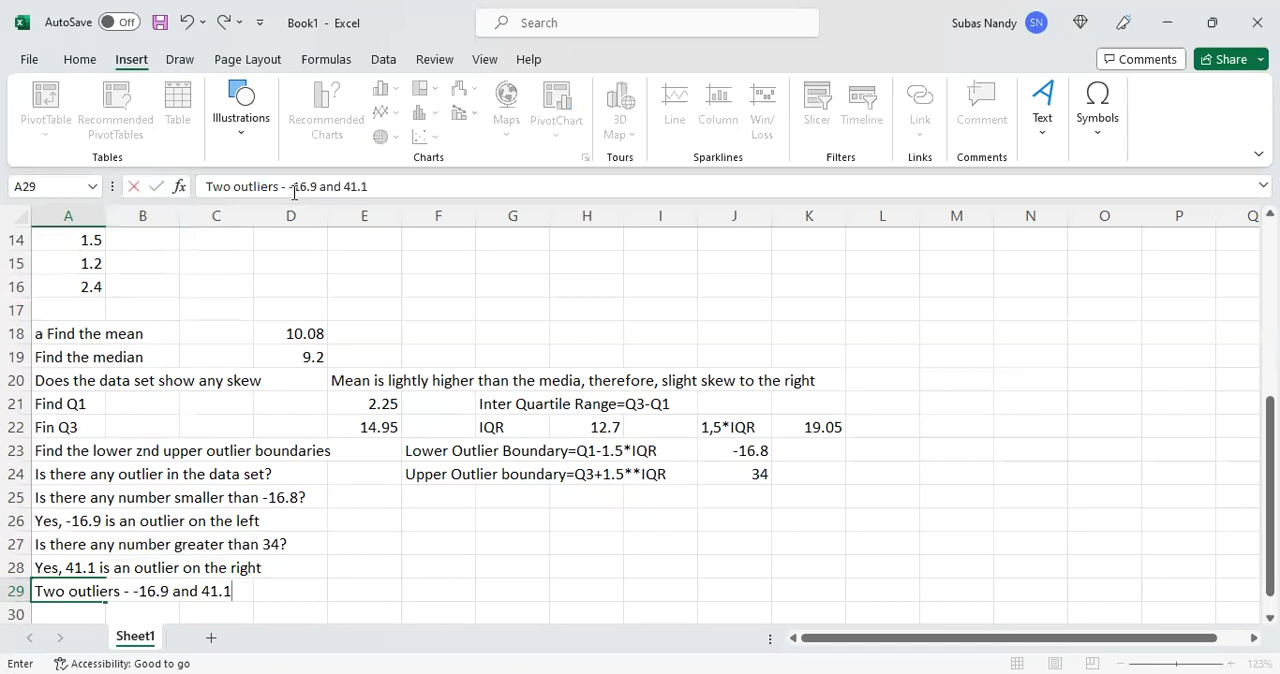 AutoSave Off Book1 - Excel Search Subas Nandy SN
File Home Insert Draw Page Layout Formulas Data Review View Help Comments Share
PivotTable Recommended PivotTables Table Illustrations Recommended Charts Maps PivotChart 3D Map Line Column Win/Loss Slicer Timeline Link Comment Text Symbols
Tables Charts Tours Sparklines Filters Links Comments
A29 fx Two outliers - -16.9 and 41.1
A B C D E F G H I J K L M N O P Q
14 1.5
15 1.2
16 2.4
17
18 a Find the mean 10.08
19 Find the median 9.2
20 Does the data set show any skew Mean is lightly higher than the media, therefore, slight skew to the right
21 Find Q1 2.25 Inter Quartile Range=Q3-Q1
22 Fin Q3 14.95 IQR 12.7 1,5*IQR 19.05
23 Find the lower znd upper outlier boundaries Lower Outlier Boundary=Q1-1.5*IQR -16.8
24 Is there any outlier in the data set? Upper Outlier boundary=Q3+1.5**IQR 34
25 Is there any number smaller than -16.8?
26 Yes, -16.9 is an outlier on the left
27 Is there any number greater than 34?
28 Yes, 41.1 is an outlier on the right
29 Two outliers - -16.9 and 41.1
30
Sheet1
Enter Accessibility: Good to go 123%